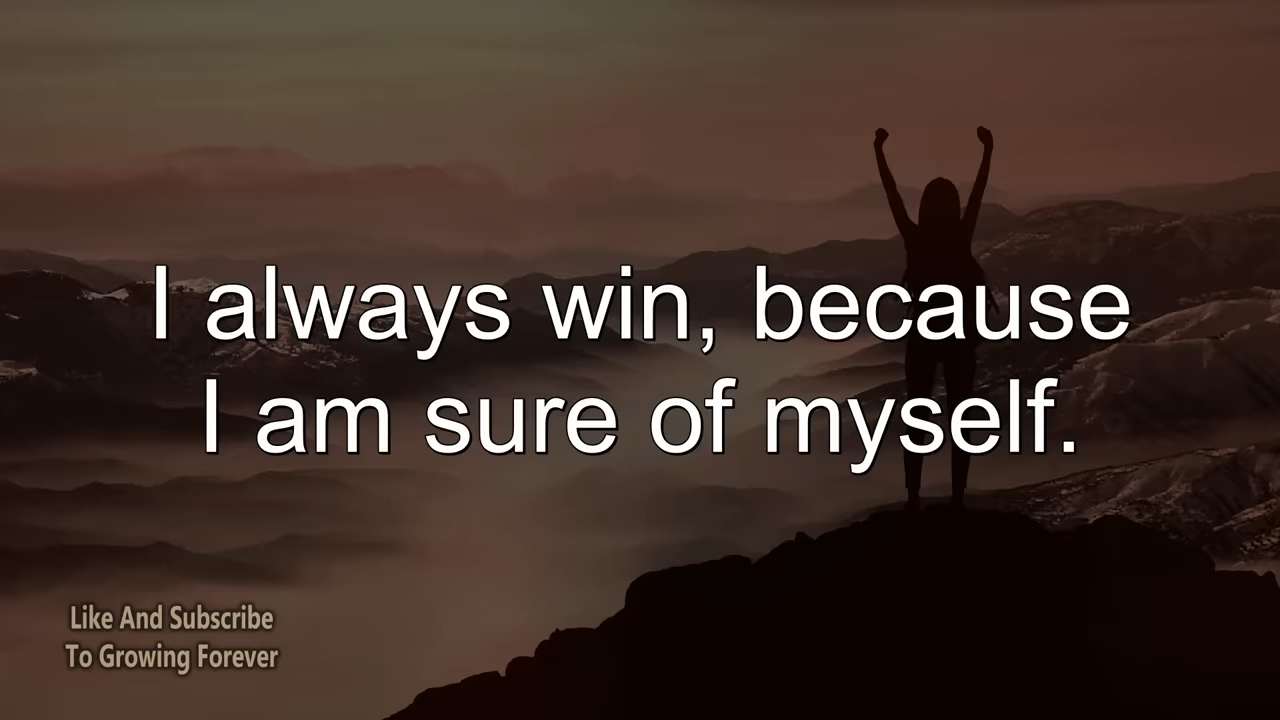 I always win, because
I am sure of myself.
Like And Subscribe
To Growing Forever